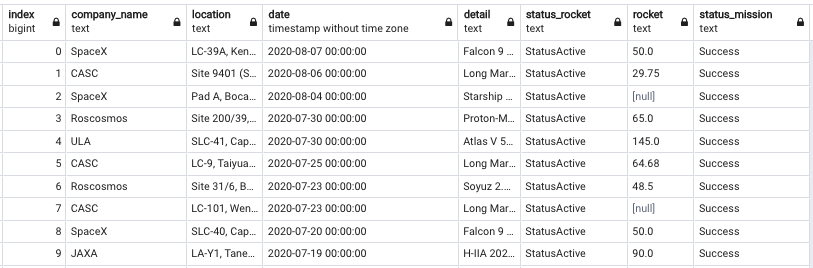 index company_name location date detail status_rocket rocket status_mission
bigint text text timestamp without time zone text text text text
0 SpaceX LC-39A, Ken... 2020-08-07 00:00:00 Falcon 9 ... StatusActive 50.0 Success
1 CASC Site 9401 (S... 2020-08-06 00:00:00 Long Mar... StatusActive 29.75 Success
2 SpaceX Pad A, Boca... 2020-08-04 00:00:00 Starship ... StatusActive [null] Success
3 Roscosmos Site 200/39,... 2020-07-30 00:00:00 Proton-M... StatusActive 65.0 Success
4 ULA SLC-41, Cap... 2020-07-30 00:00:00 Atlas V 5... StatusActive 145.0 Success
5 CASC LC-9, Taiyua... 2020-07-25 00:00:00 Long Mar... StatusActive 64.68 Success
6 Roscosmos Site 31/6, B... 2020-07-23 00:00:00 Soyuz 2.... StatusActive 48.5 Success
7 CASC LC-101, Wen... 2020-07-23 00:00:00 Long Mar... StatusActive [null] Success
8 SpaceX SLC-40, Cap... 2020-07-20 00:00:00 Falcon 9 ... StatusActive 50.0 Success
9 JAXA LA-Y1, Tane... 2020-07-19 00:00:00 H-IIA 202... StatusActive 90.0 Success